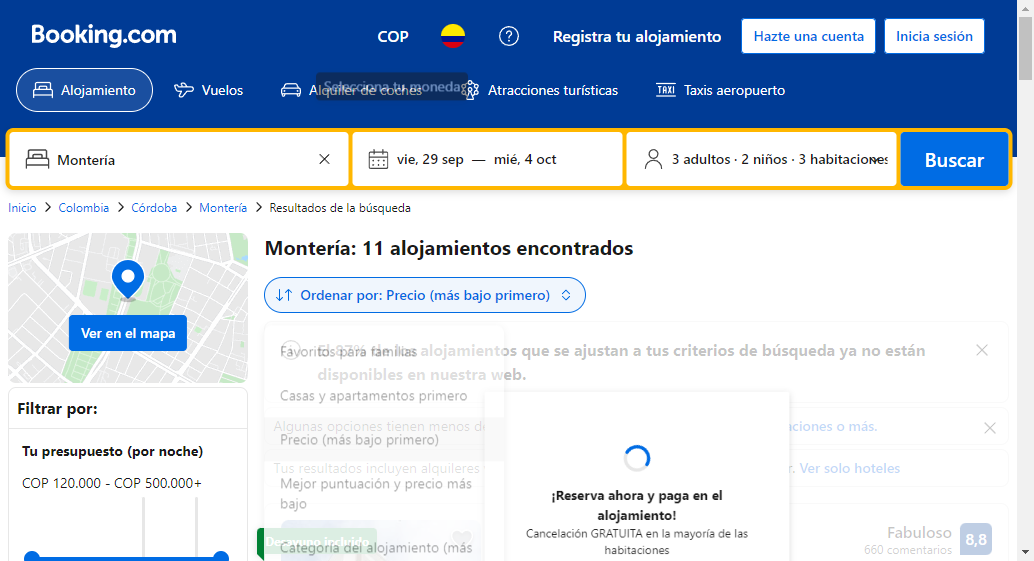 Booking.com
COP
Registra tu alojamiento
Hazte una cuenta
Inicia sesión
Alojamiento
Vuelos
Alquiler de coches
Selecciona tu moneda
Atracciones turísticas
TAXI
Taxis aeropuerto
Montería
vie, 29 sep — mié, 4 oct
3 adultos · 2 niños · 3 habitaciones
Buscar
Inicio > Colombia > Córdoba > Montería > Resultados de la búsqueda
Ver en el mapa
Filtrar por:
Tu presupuesto (por noche)
COP 120.000 - COP 500.000+
Montería: 11 alojamientos encontrados
Ordenar por: Precio (más bajo primero)
El 87% de los alojamientos que se ajustan a tus criterios de búsqueda ya no están
disponibles en nuestra web.
Favoritos para familias
Casas y apartamentos primero
Precio (más bajo primero)
Mejor puntuación y precio más
bajo
Categoría del alojamiento (más
Algunas opciones tienen menos de
aciones o más.
Tus resultados incluyen alquileres
Ver solo hoteles
¡Reserva ahora y paga en el
alojamiento!
Cancelación GRATUITA en la mayoría de las
habitaciones
Desayuno incluido
Fabuloso
660 comentarios
8,8